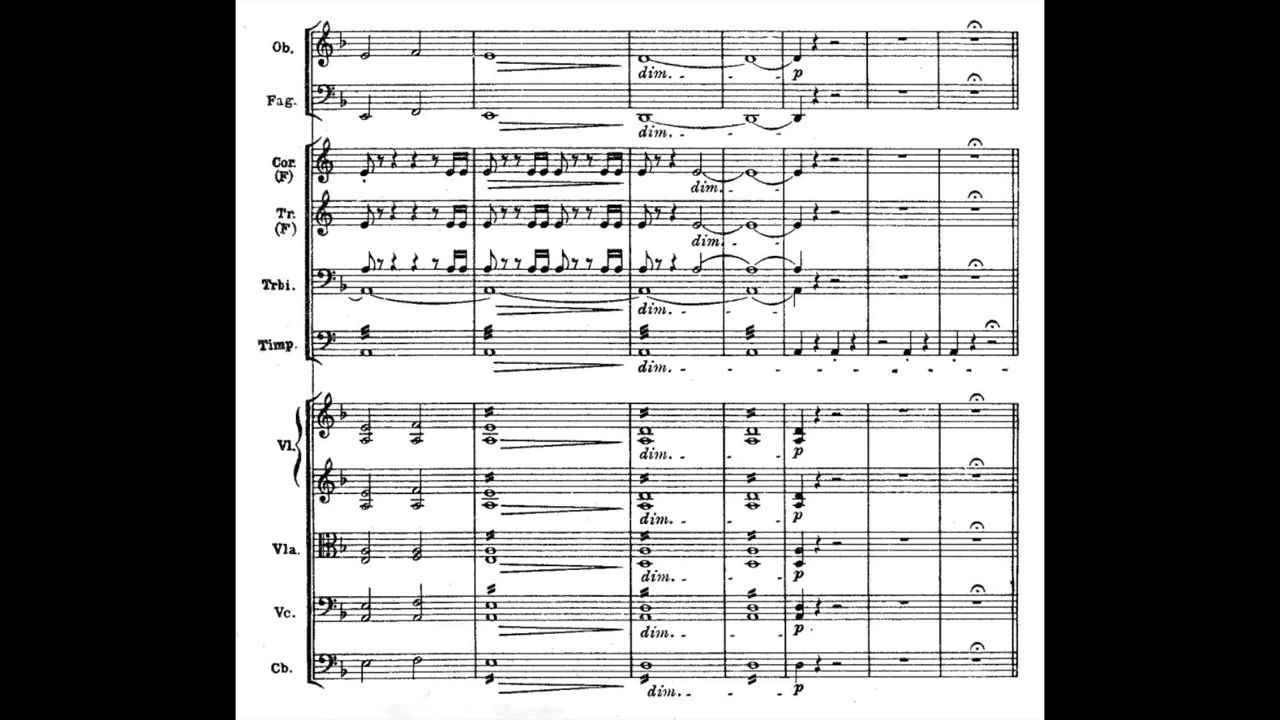 Ob.
dim. - - p
Fag.
dim. - -
Cor.
(F)
dim. - -
Tr.
(F)
dim. - -
Trbi.
dim. - -
Timp.
dim. - - - - - - - -
Vl.
dim. - - p
dim. - - p
Vla.
dim. - - p
Vc.
dim. - - p
Cb.
dim. - - p